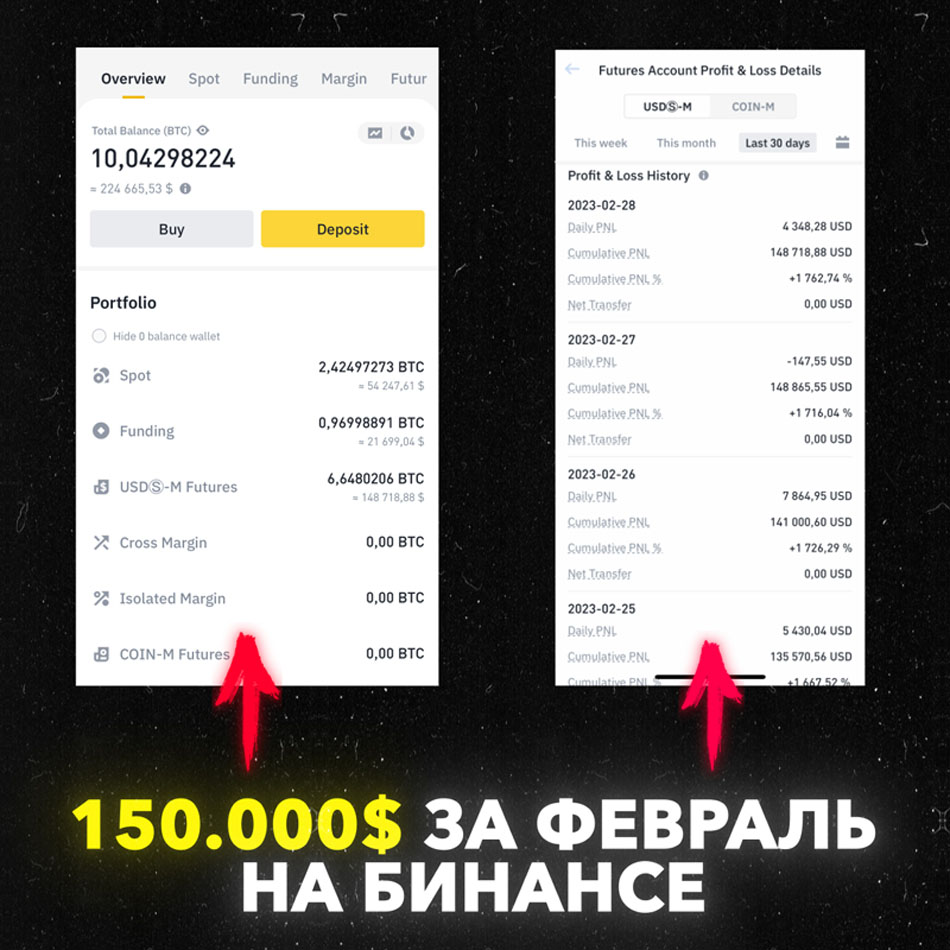 Overview Spot Funding Margin Futur
Total Balance (BTC)
10,04298224
≈ 224 665,53 $
Buy Deposit
Portfolio
Hide 0 balance wallet
Spot 2,42497273 BTC
≈ 54 247,61 $
Funding 0,96998891 BTC
≈ 21 699,04 $
USDⓈ-M Futures 6,6480206 BTC
≈ 148 718,88 $
Cross Margin 0,00 BTC
Isolated Margin 0,00 BTC
COIN-M Futures 0,00 BTC
Futures Account Profit & Loss Details
USDⓈ-M COIN-M
This week This month Last 30 days
Profit & Loss History
2023-02-28
Daily PNL 4 348,28 USD
Cumulative PNL 148 718,88 USD
Cumulative PNL % +1 762,74 %
Net Transfer 0,00 USD
2023-02-27
Daily PNL -147,55 USD
Cumulative PNL 148 865,55 USD
Cumulative PNL % +1 716,04 %
Net Transfer 0,00 USD
2023-02-26
Daily PNL 7 864,95 USD
Cumulative PNL 141 000,60 USD
Cumulative PNL % +1 726,29 %
Net Transfer 0,00 USD
2023-02-25
Daily PNL 5 430,04 USD
Cumulative PNL 135 570,56 USD
Cumulative PNL % +1 667,52 %
150.000$ ЗА ФЕВРАЛЬ
НА БИНАНСЕ